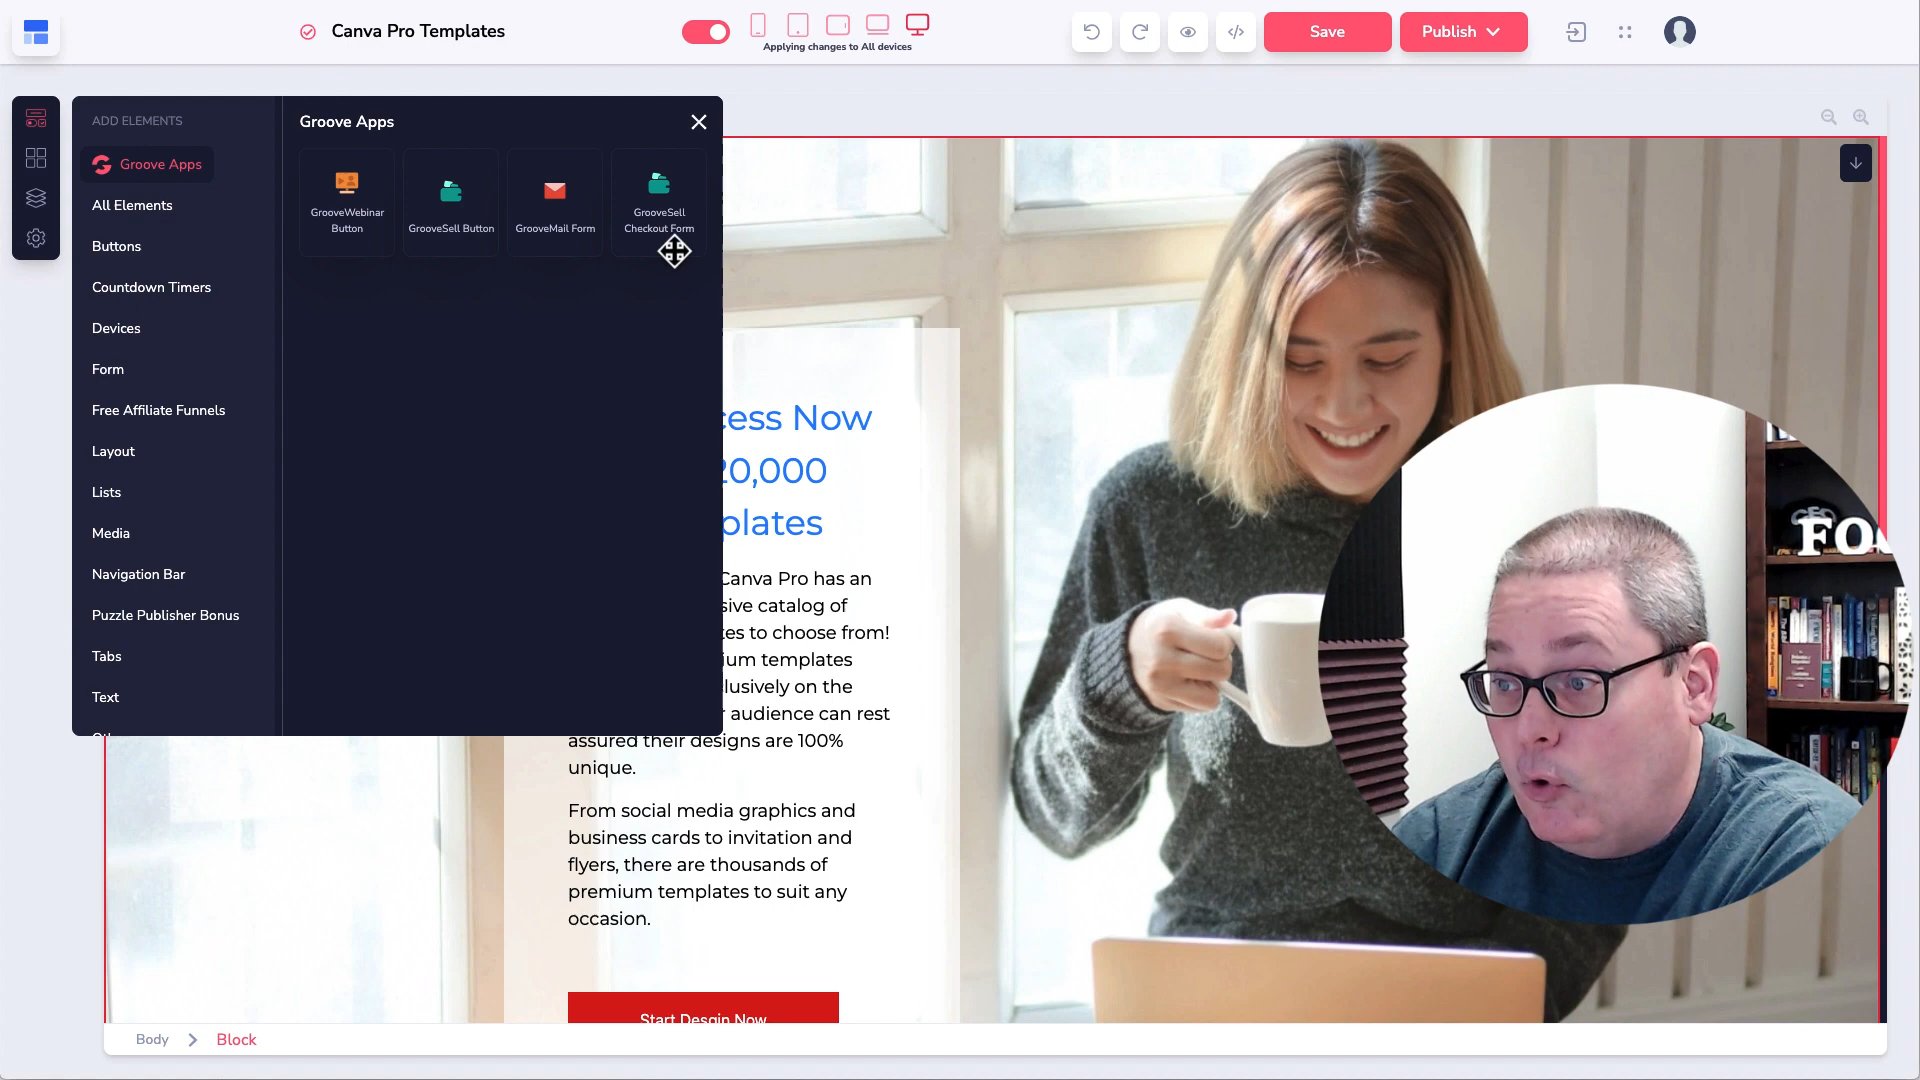 Canva Pro Templates
Applying changes to All devices
Save
Publish
ADD ELEMENTS
Groove Apps
All Elements
Buttons
Countdown Timers
Devices
Form
Free Affiliate Funnels
Layout
Lists
Media
Navigation Bar
Puzzle Publisher Bonus
Tabs
Text
Groove Apps
GrooveWebinar
Button
GrooveSell Button
GrooveMail Form
GrooveSell
Checkout Form
cess Now
20,000
plates
Canva Pro has an
sive catalog of
tes to choose from!
ium templates
lusively on the
r audience can rest
assured their designs are 100%
unique.
From social media graphics and
business cards to invitation and
flyers, there are thousands of
premium templates to suit any
occasion.
Start Desgin Now
Body
Block
FO